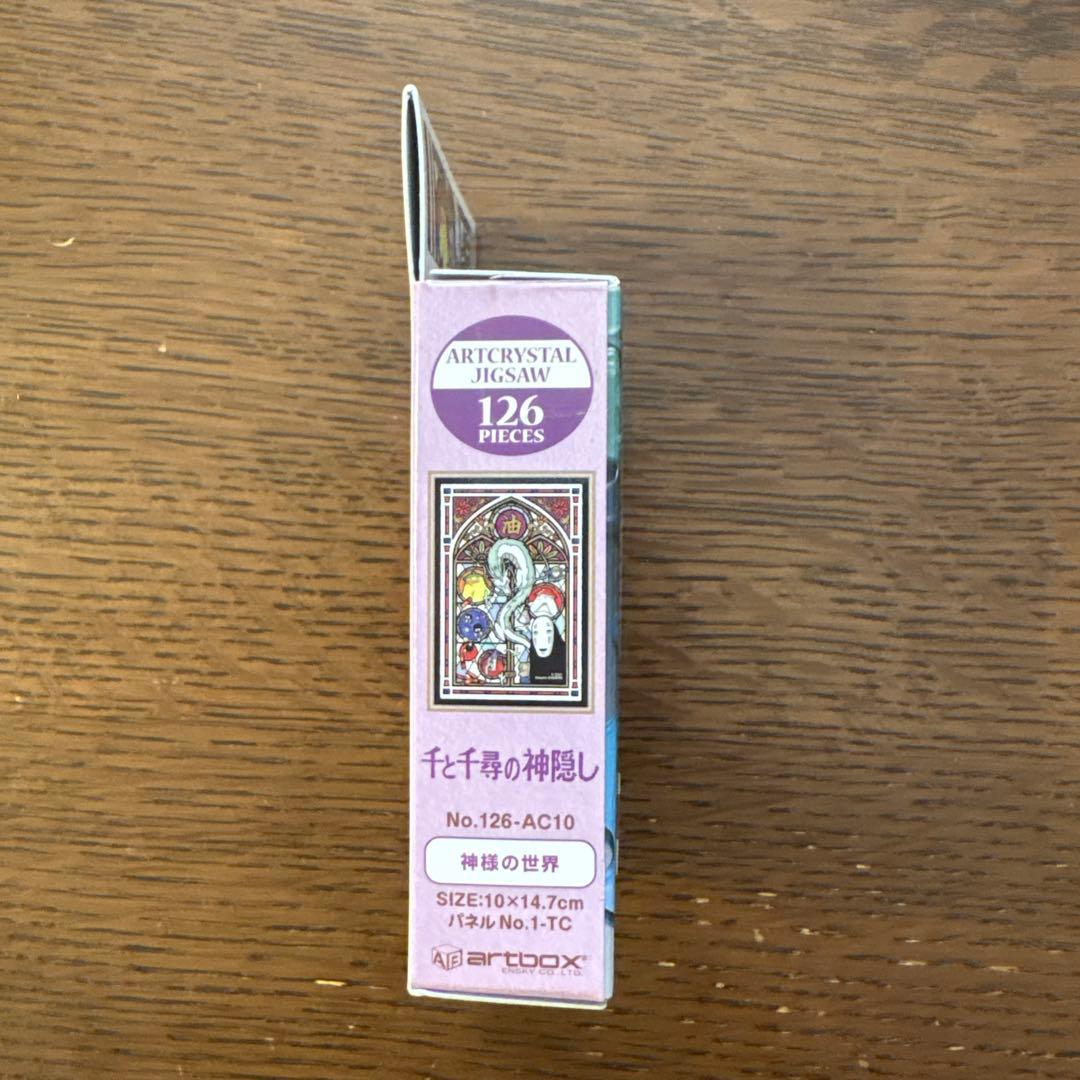 ARTCRYSTAL
JIGSAW
126
PIECES
油
千と千尋の神隠し
No.126-AC10
神様の世界
SIZE:10×14.7cm
パネルNo.1-TC
artbox
ENSKY CO.,LTD.